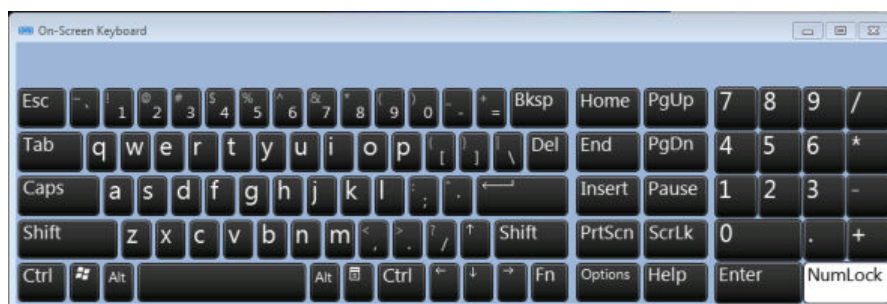 On-Screen Keyboard
Esc ~ ` ! 1 @ 2 # 3 $ 4 % 5 ^ 6 & 7 * 8 ( 9 ) 0 _ - + = Bksp Home PgUp 7 8 9 /
Tab q w e r t y u i o p { [ } ] | \ Del End PgDn 4 5 6 *
Caps a s d f g h j k l : ; " ' Insert Pause 1 2 3 -
Shift z x c v b n m < , > . ? / ↑ Shift PrtScn ScrLk 0 . +
Ctrl Alt Alt Ctrl ← ↓ → Fn Options Help Enter NumLock